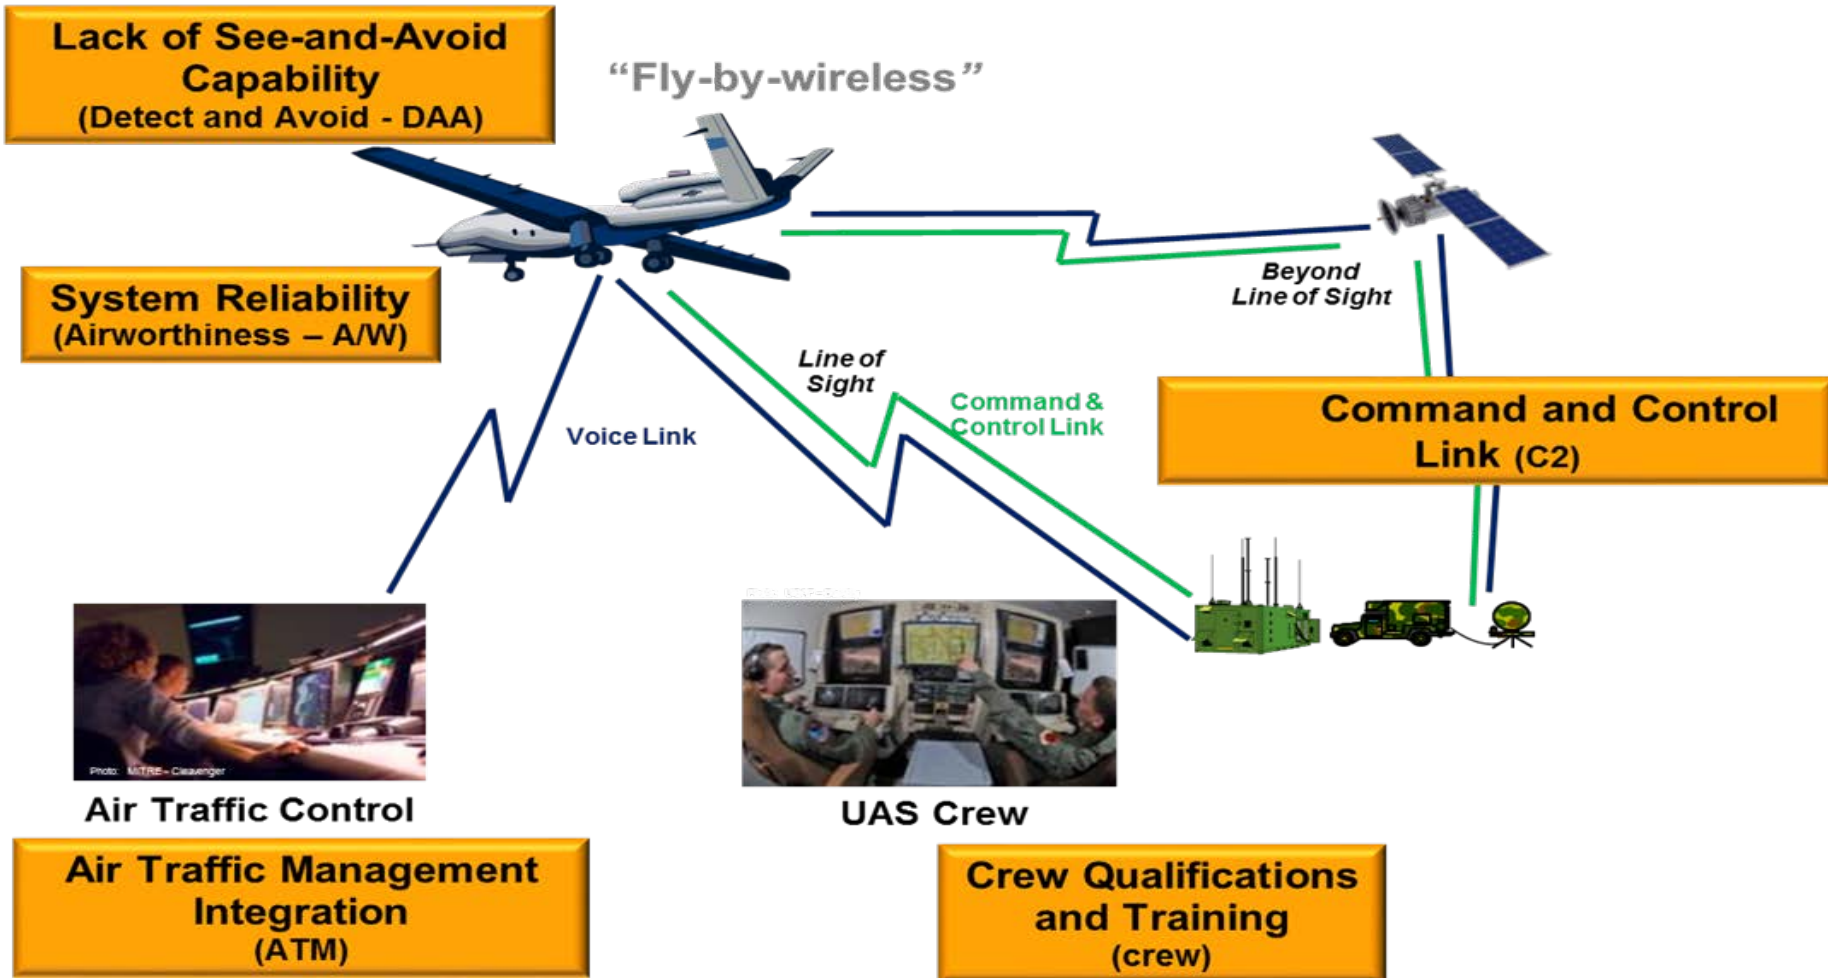 Lack of See-and-Avoid
Capability
(Detect and Avoid - DAA)
“Fly-by-wireless”
System Reliability
(Airworthiness – A/W)
Beyond
Line of Sight
Line of
Sight
Voice Link
Command &
Control Link
Command and Control
Link (C2)
Photo: MITRE – Cleavenger
Air Traffic Control
UAS Crew
Air Traffic Management
Integration
(ATM)
Crew Qualifications
and Training
(crew)